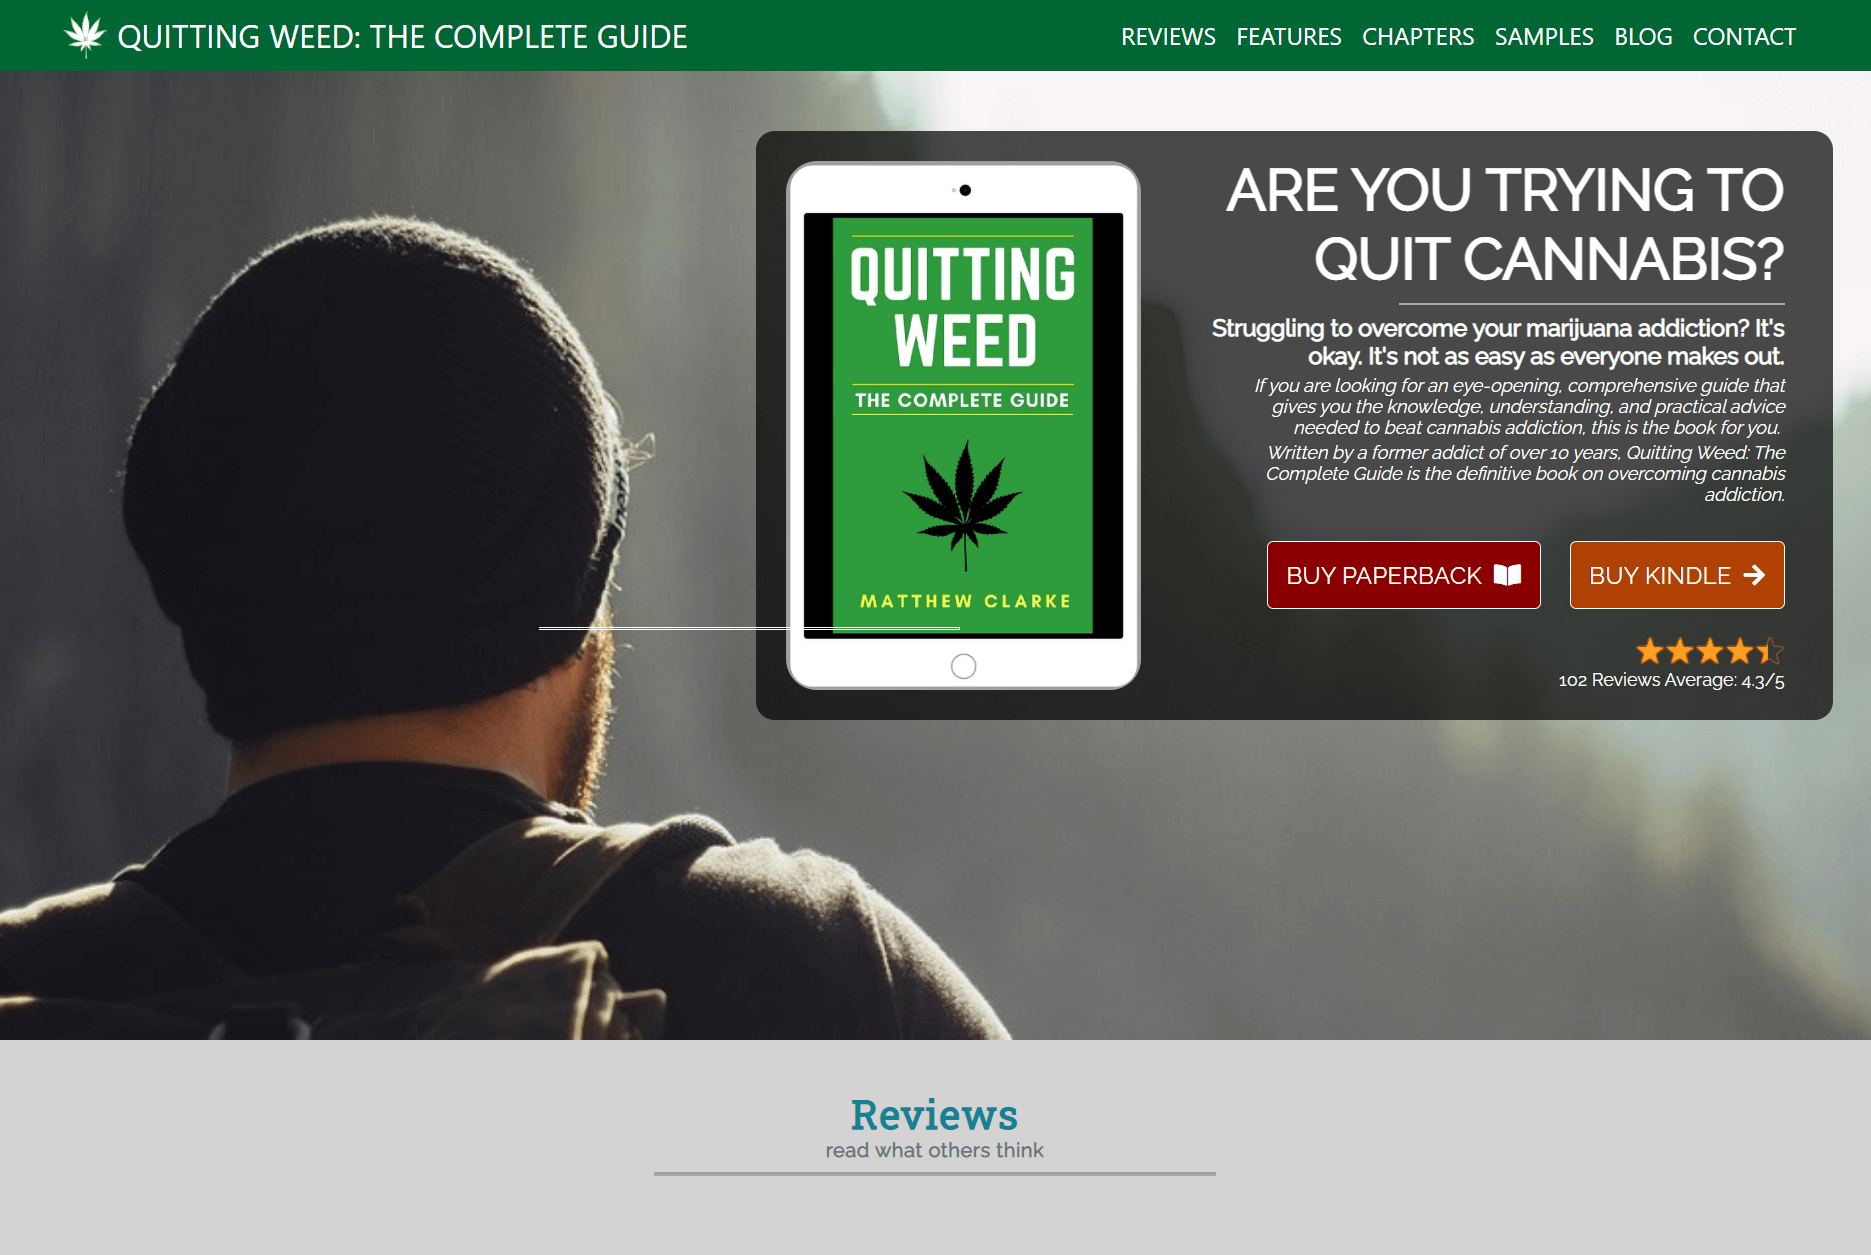 QUITTING WEED: THE COMPLETE GUIDE
REVIEWS FEATURES CHAPTERS SAMPLES BLOG CONTACT
QUITTING
WEED
THE COMPLETE GUIDE
MATTHEW CLARKE
ARE YOU TRYING TO
QUIT CANNABIS?
Struggling to overcome your marijuana addiction? It's
okay. It's not as easy as everyone makes out.
If you are looking for an eye-opening, comprehensive guide that
gives you the knowledge, understanding, and practical advice
needed to beat cannabis addiction, this is the book for you.
Written by a former addict of over 10 years, Quitting Weed: The
Complete Guide is the definitive book on overcoming cannabis
addiction.
BUY PAPERBACK
BUY KINDLE
102 Reviews Average: 4.3/5
Reviews
read what others think